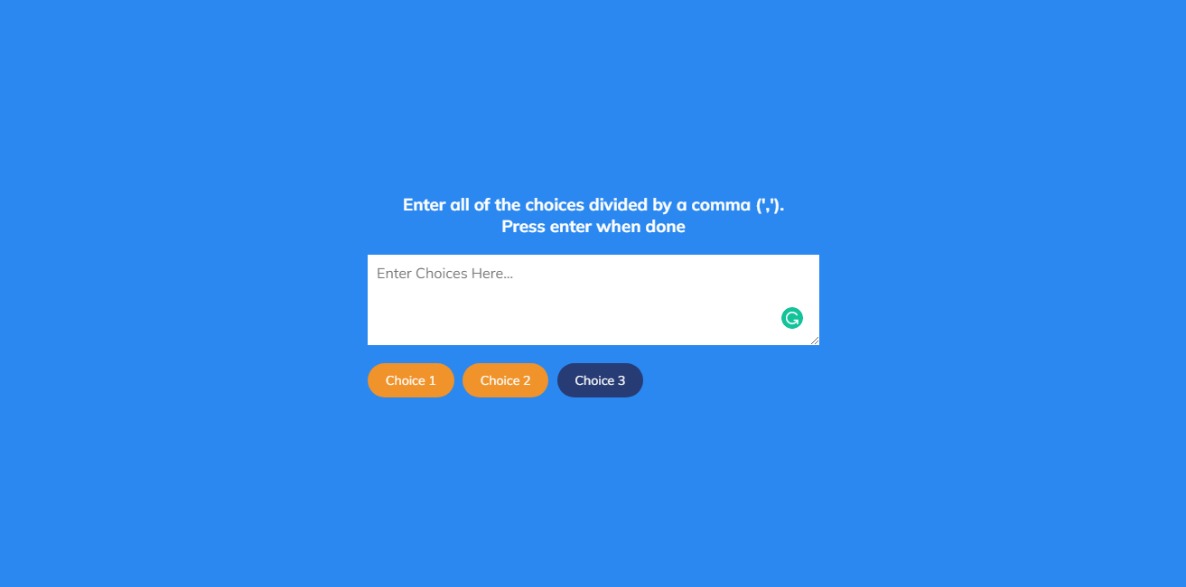 Enter all of the choices divided by a comma (',').
Press enter when done
Enter Choices Here...
Choice 1 Choice 2 Choice 3